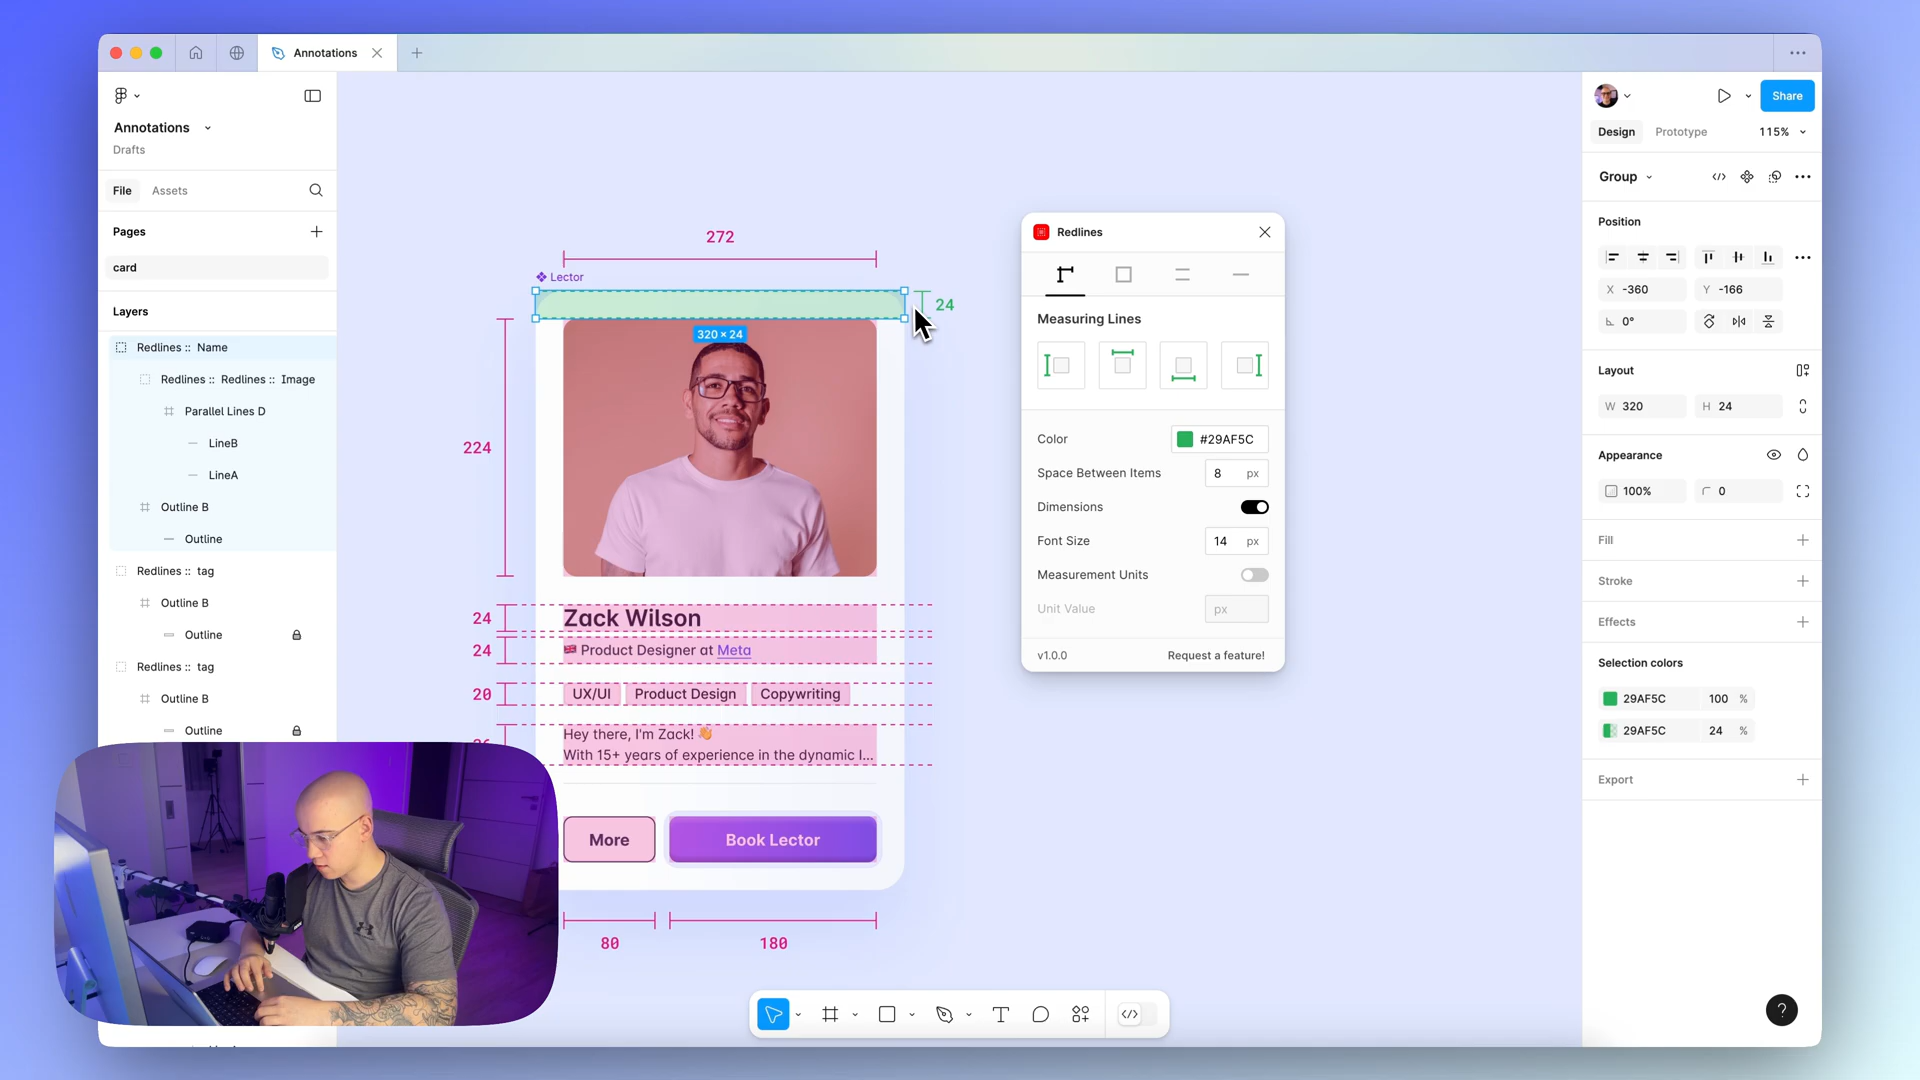 Annotations
Annotations
Drafts
File
Assets
Pages
card
Layers
Redlines :: Name
Redlines :: Redlines :: Image
Parallel Lines D
LineB
LineA
Outline B
Outline
Redlines :: tag
Outline B
Outline
Redlines :: tag
Outline B
Outline
272
Lector
24
320 × 24
224
24
Zack Wilson
24
Product Designer at Meta
20
UX/UI
Product Design
Copywriting
Hey there, I'm Zack! 👋
With 15+ years of experience in the dynamic I...
More
Book Lector
80
180
Redlines
Measuring Lines
Color
#29AF5C
Space Between Items
8 px
Dimensions
Font Size
14 px
Measurement Units
Unit Value
px
v1.0.0
Request a feature!
Share
Design
Prototype
115%
Group
Position
X -360
Y -166
0°
Layout
W 320
H 24
Appearance
100%
0
Fill
Stroke
Effects
Selection colors
29AF5C 100 %
29AF5C 24 %
Export
?